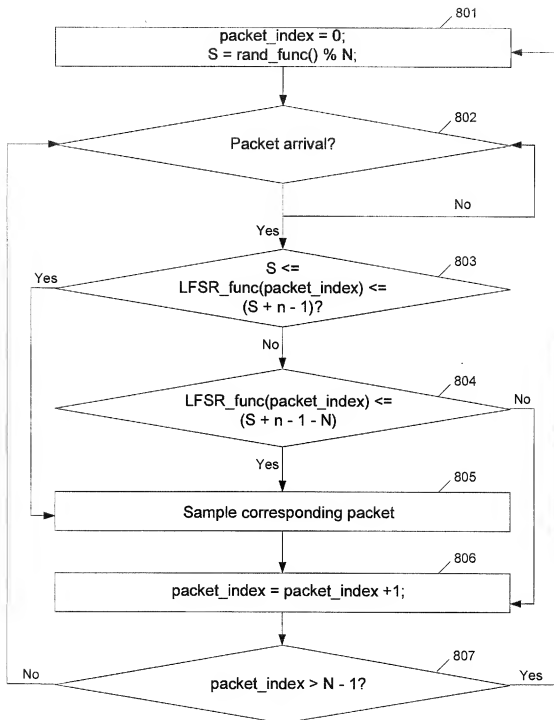 801
packet_index = 0;
S = rand_func() % N;
802
Packet arrival?
No
Yes
803
S <=
LFSR_func(packet_index) <=
(S + n - 1)?
Yes
No
804
LFSR_func(packet_index) <=
(S + n - 1 - N)
No
Yes
805
Sample corresponding packet
806
packet_index = packet_index +1;
807
packet_index > N - 1?
No
Yes